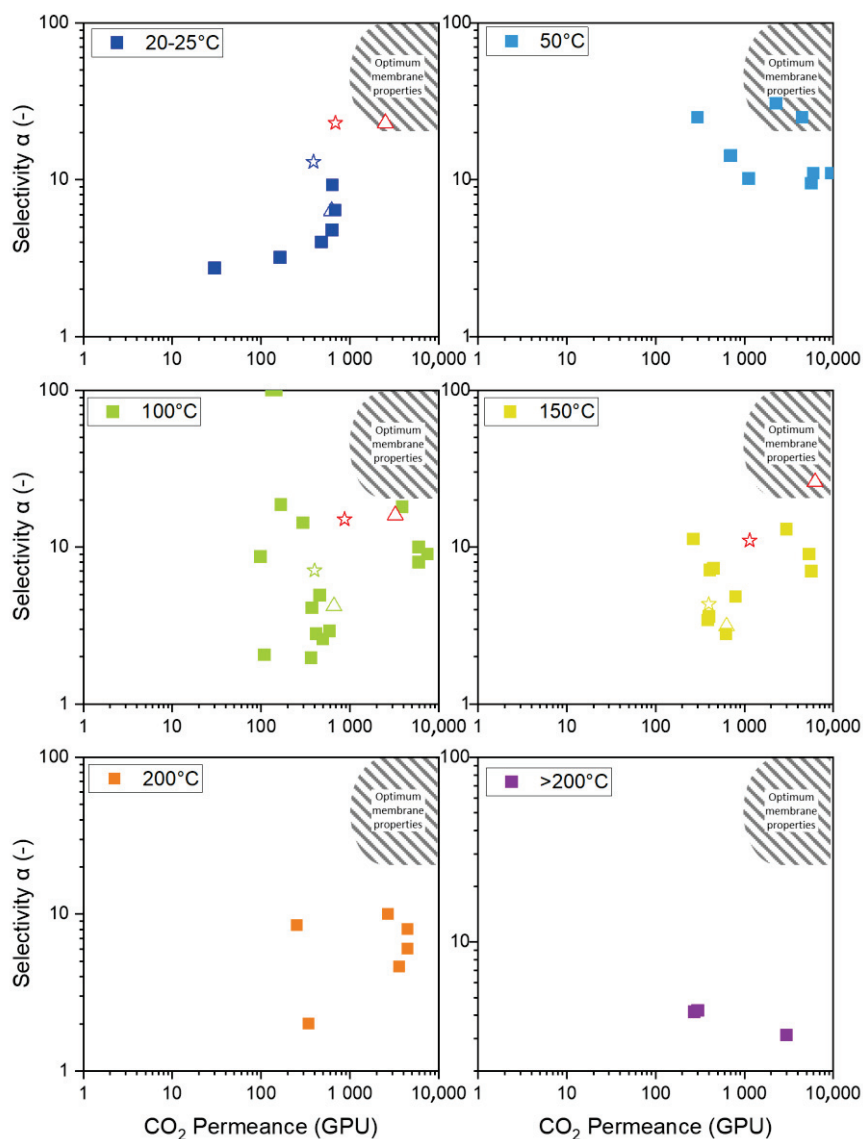 20-25°C
Optimum
membrane
properties
100
10
1
Selectivity α (-)
1 10 100 1 000 10,000
50°C
Optimum
membrane
properties
100
10
1
1 10 100 1 000 10,000
100°C
Optimum
membrane
properties
100
10
1
Selectivity α (-)
1 10 100 1 000 10,000
150°C
Optimum
membrane
properties
100
10
1
1 10 100 1 000 10,000
200°C
Optimum
membrane
properties
100
10
1
Selectivity α (-)
1 10 100 1 000 10,000
CO₂ Permeance (GPU)
>200°C
Optimum
membrane
properties
100
10
1 10 100 1 000 10,000
CO₂ Permeance (GPU)